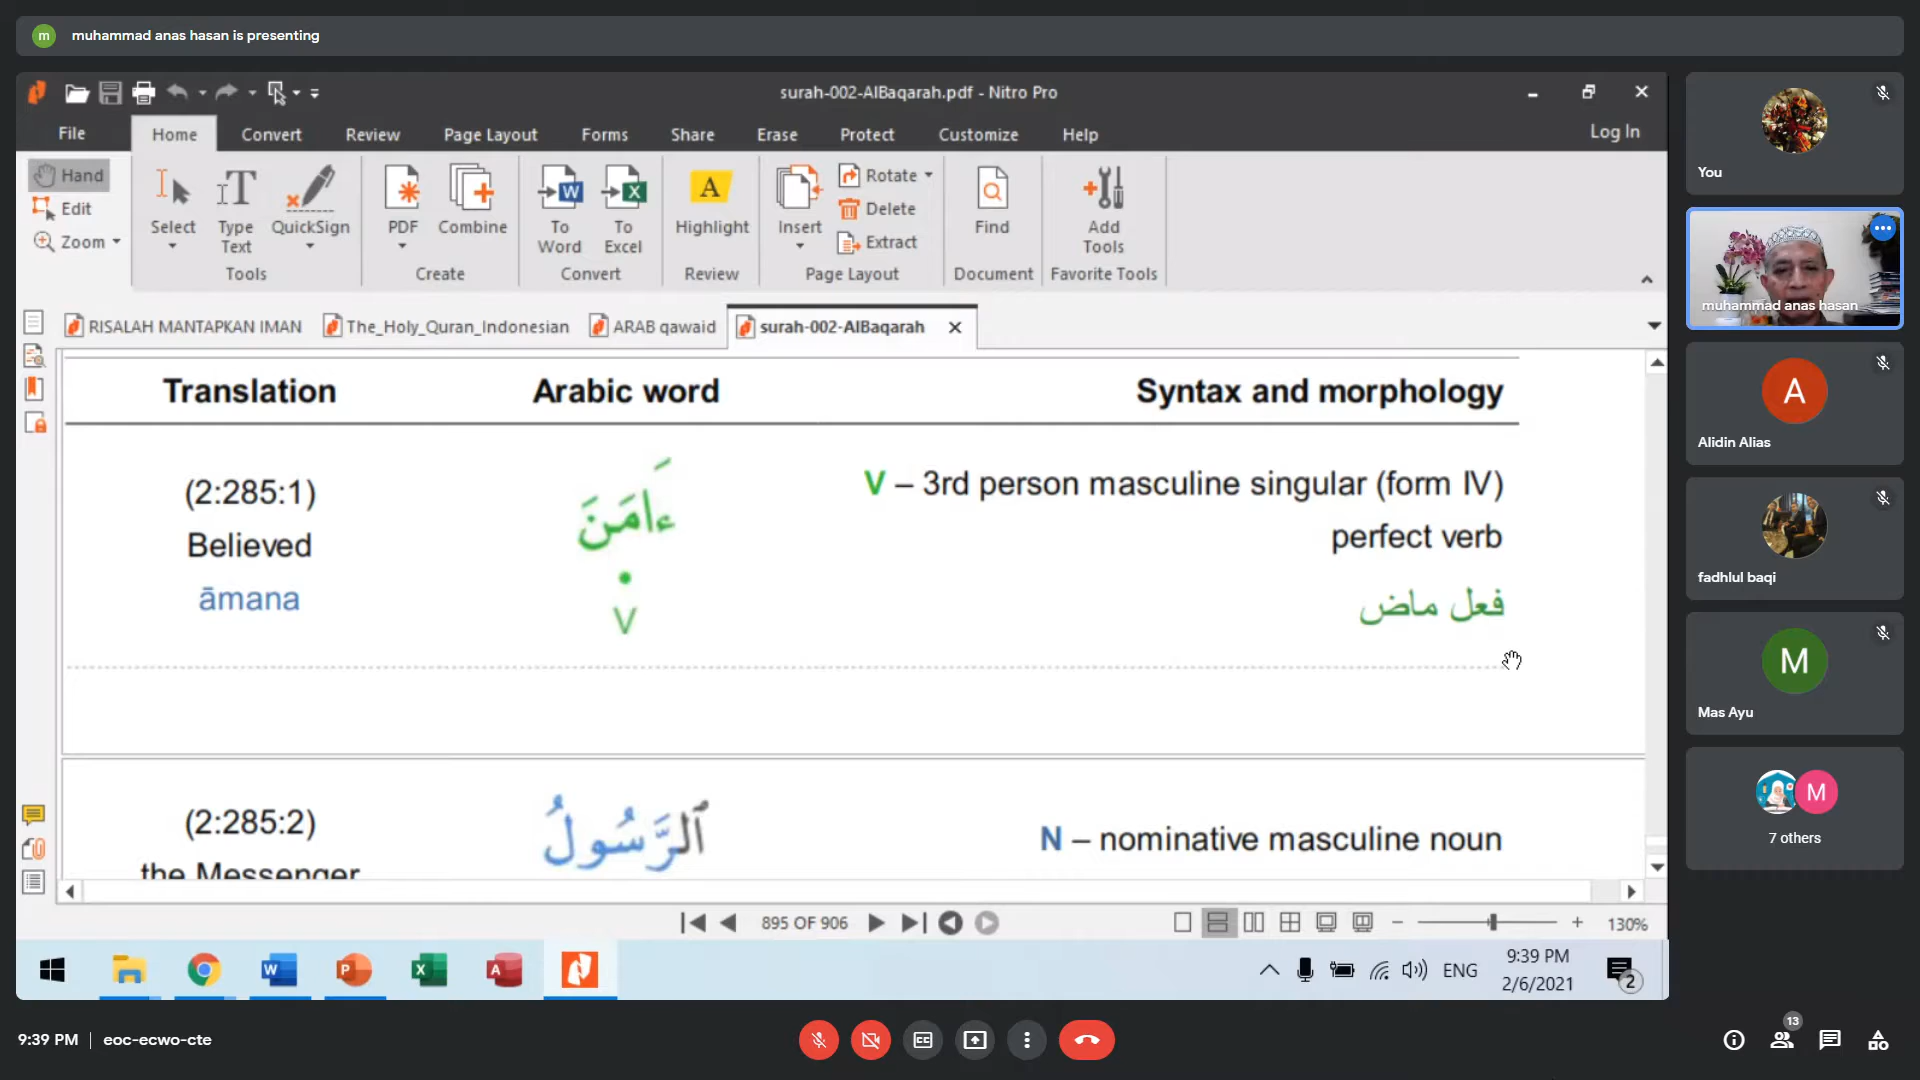 m
muhammad anas hasan is presenting
surah-002-AlBaqarah.pdf - Nitro Pro
File
Home
Convert
Review
Page Layout
Forms
Share
Erase
Protect
Customize
Help
Log In
Hand
Edit
Zoom
Select
Type Text
QuickSign
Tools
PDF
Combine
Create
To Word
To Excel
Convert
Highlight
Review
Insert
Rotate
Delete
Extract
Page Layout
Find
Document
Add Tools
Favorite Tools
RISALAH MANTAPKAN IMAN
The_Holy_Quran_Indonesian
ARAB qawaid
surah-002-AlBaqarah
Translation Arabic word Syntax and morphology
(2:285:1)
Believed
āmana
ءَامَنَ
V
V – 3rd person masculine singular (form IV)
perfect verb
فعل ماض
(2:285:2)
the Messenger
ٱلرَّسُولُ
N – nominative masculine noun
895 OF 906
130%
ENG
9:39 PM
2/6/2021
2
You
muhammad anas hasan
A
Alidin Alias
fadhlul baqi
M
Mas Ayu
M
7 others
9:39 PM | eoc-ecwo-cte
13